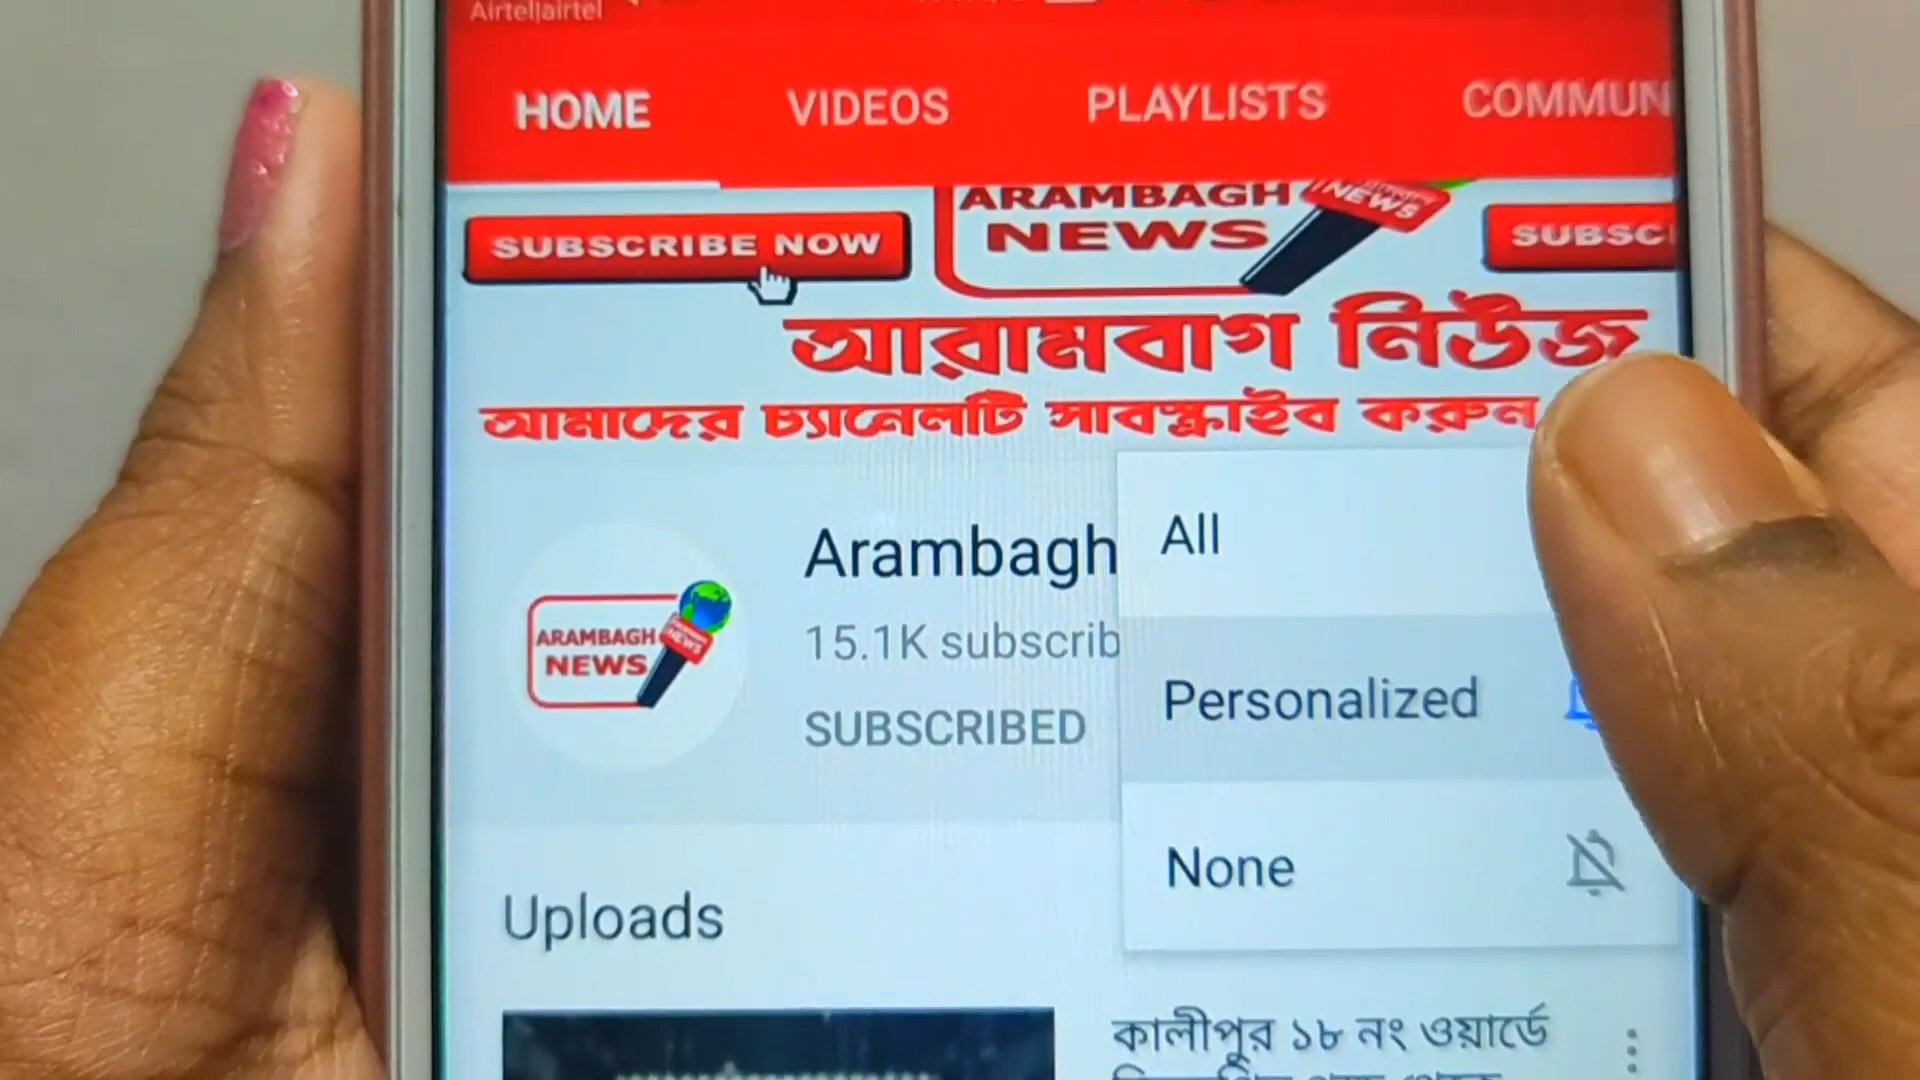 Airtel|airtel
HOME VIDEOS PLAYLISTS COMMUN
SUBSCRIBE NOW
ARAMBAGH
NEWS
NEWS
SUBSC
আরামবাগ নিউজ
আমাদের চ্যানেলটি সাবস্ক্রাইব করুন
ARAMBAGH
NEWS
NEWS
Arambagh
15.1K subscrib
SUBSCRIBED
All
Personalized
None
Uploads
কালীপুর ১৮ নং ওয়ার্ডে